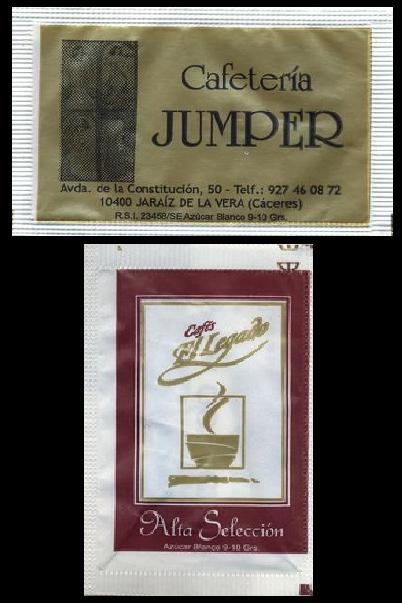 Cafetería
JUMPER
Avda. de la Constitución, 50 - Telf.: 927 46 08 72
10400 JARAÍZ DE LA VERA (Cáceres)
R.S.I. 23458/SE Azúcar Blanco 9-10 Grs.
Cafés
El Legado
Alta Selección
Azúcar Blanco 9-10 Grs.